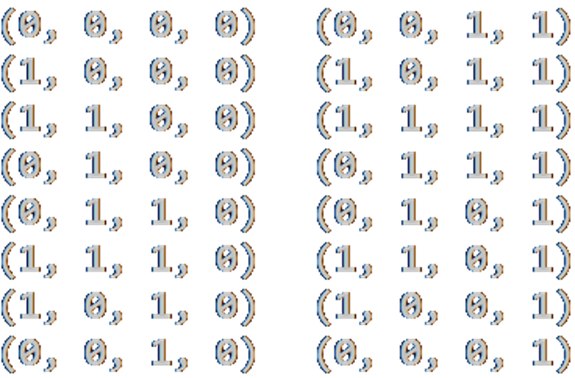 (0, 0, 0, 0) (0, 0, 1, 1)
(1, 0, 0, 0) (1, 0, 1, 1)
(1, 1, 0, 0) (1, 1, 1, 1)
(0, 1, 0, 0) (0, 1, 1, 1)
(0, 1, 1, 0) (0, 1, 0, 1)
(1, 1, 1, 0) (1, 1, 0, 1)
(1, 0, 1, 0) (1, 0, 0, 1)
(0, 0, 1, 0) (0, 0, 0, 1)